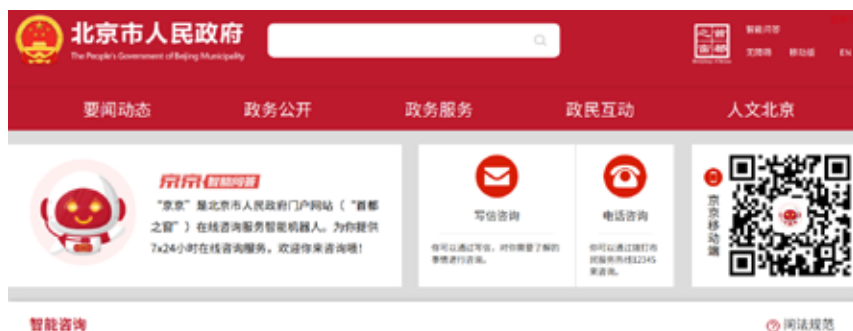 北京市人民政府
The People's Government of Beijing Municipality
首都之窗
智能问答
无障碍 移动版 EN
要闻动态 政务公开 政务服务 政民互动 人文北京
京京 智能问答
“京京”是北京市人民政府门户网站(“首都
之窗”)在线咨询服务智能机器人。为你提供
7x24小时在线咨询服务,欢迎你来咨询哦!
写信咨询
你可以通过写信,对你需要了解的
事情进行咨询。
电话咨询
你可以通过拨打市
民服务热线12345
来咨询。
京京移动端
智能咨询
阅法规范